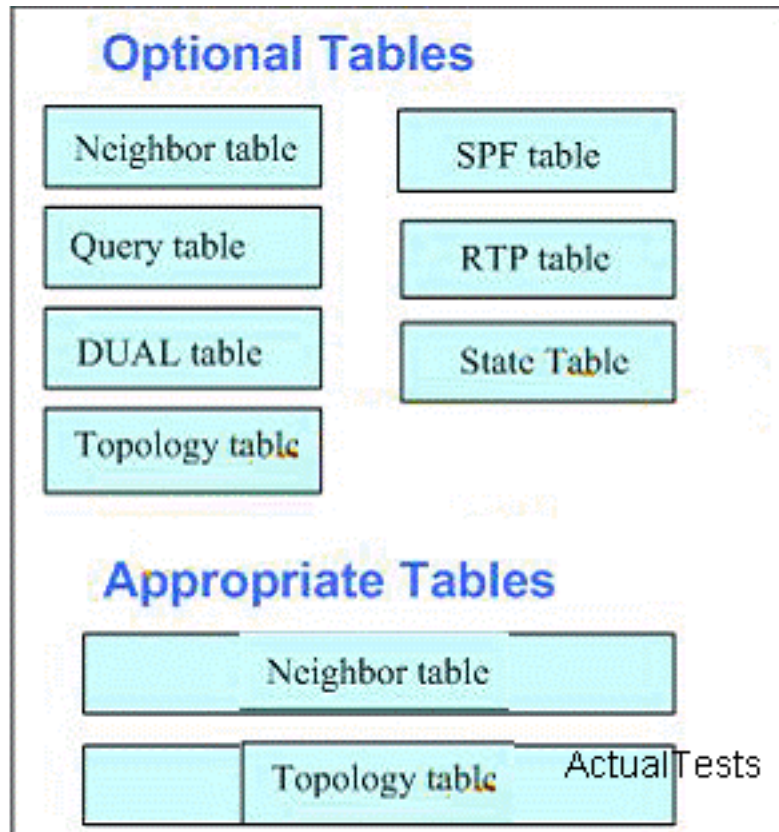 Optional Tables
Neighbor table
SPF table
Query table
RTP table
DUAL table
State Table
Topology table
Appropriate Tables
Neighbor table
Topology table
ActualTests